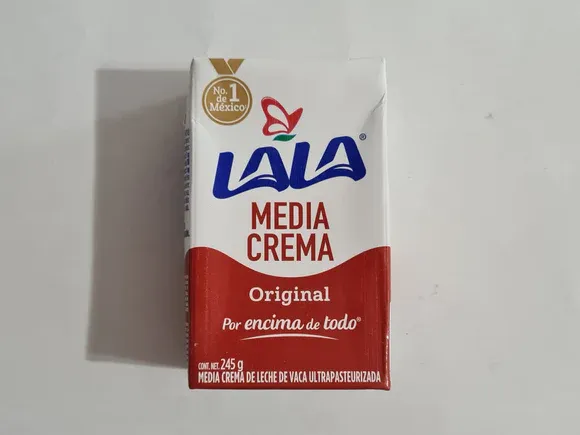 No. 1
de
México
LALA®
MEDIA
CREMA
Original
Por encima de todo®
CONT. NET. 245 g
MEDIA CREMA DE LECHE DE VACA ULTRAPASTEURIZADA